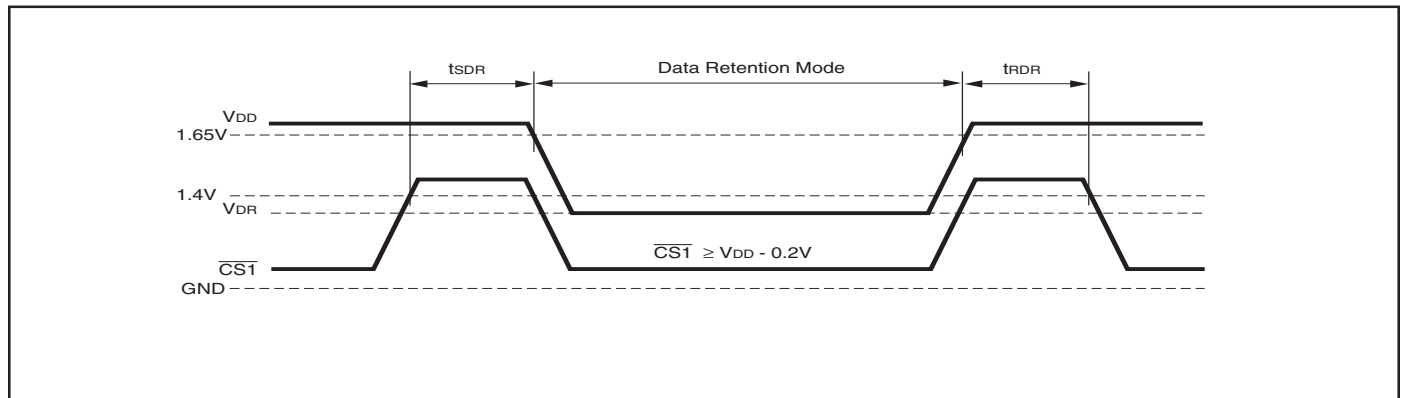 tSDR Data Retention Mode tRDR
VDD
1.65V
1.4V
VDR
CS1 ≥ VDD - 0.2V
CS1
GND